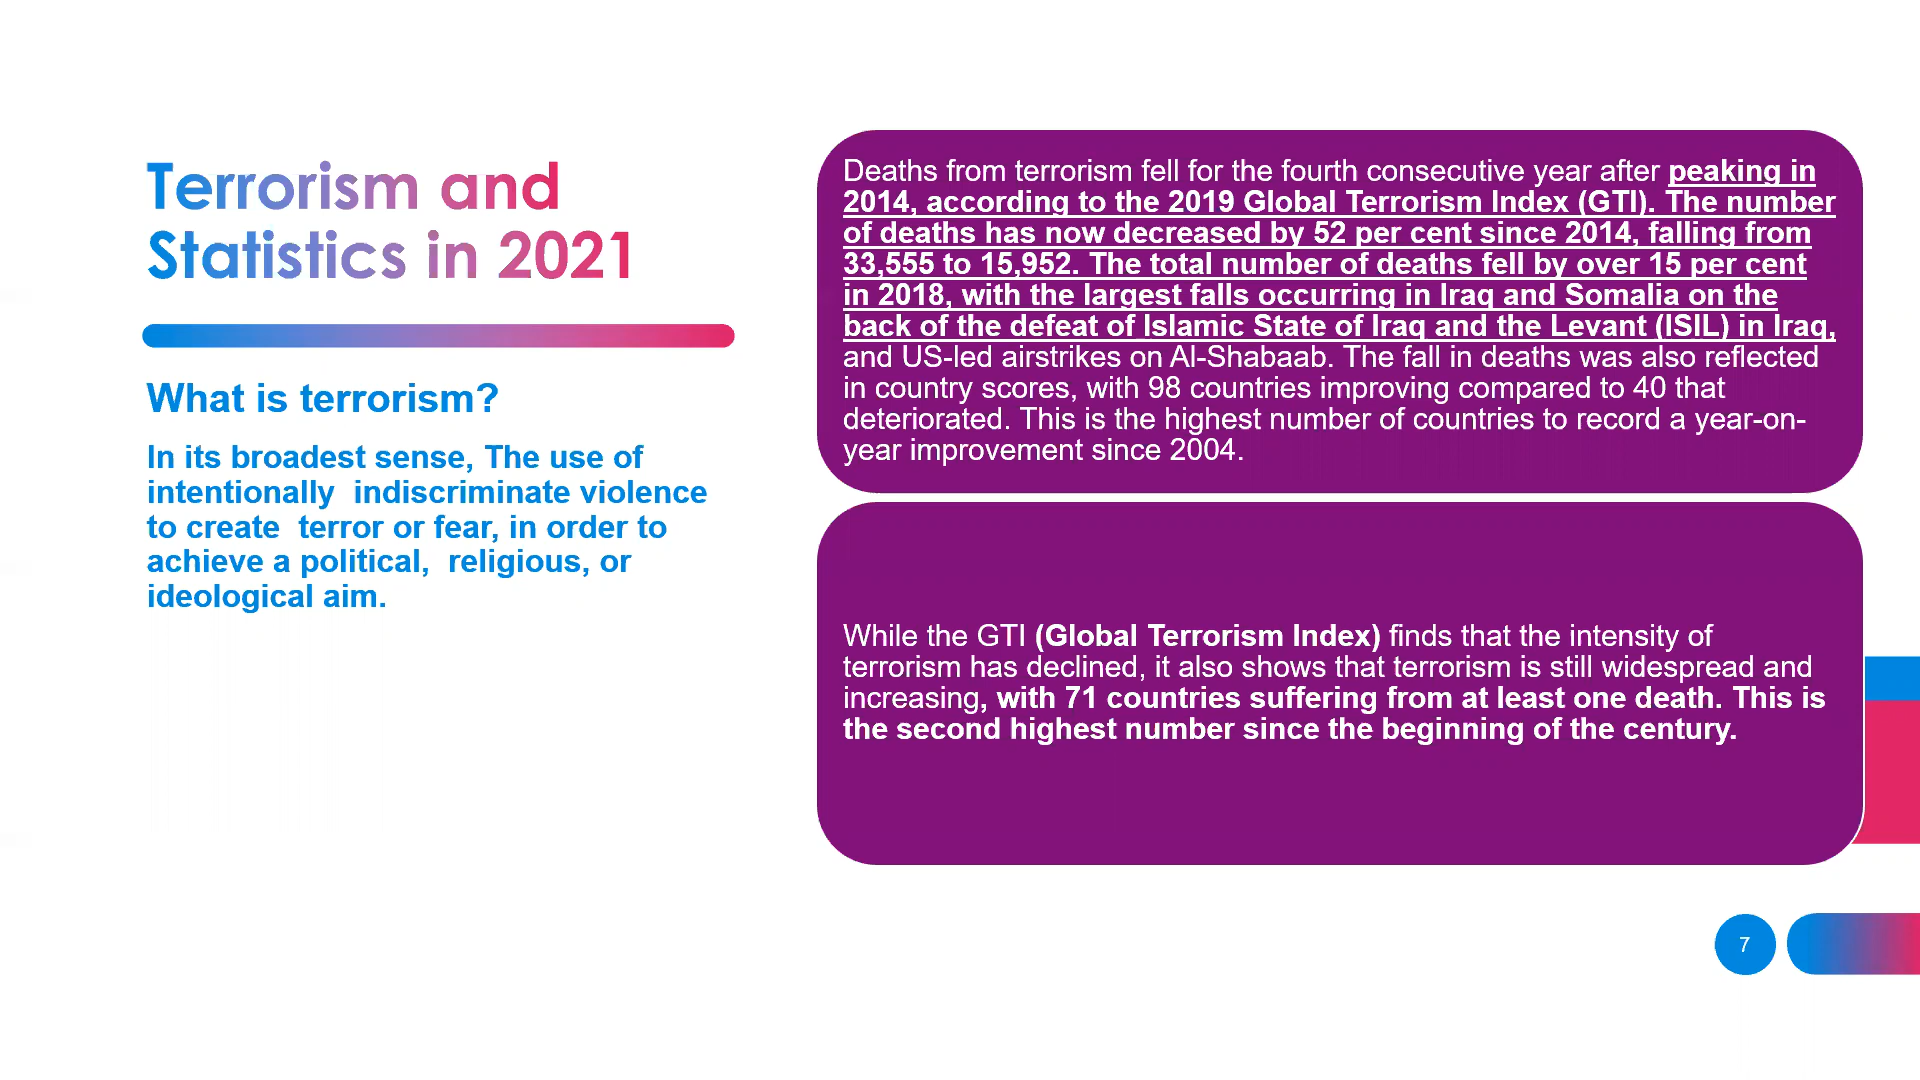 Terrorism and
Statistics in 2021
What is terrorism?
In its broadest sense, The use of
intentionally  indiscriminate violence
to create  terror or fear, in order to
achieve a political,  religious, or
ideological aim.
Deaths from terrorism fell for the fourth consecutive year after peaking in
2014, according to the 2019 Global Terrorism Index (GTI). The number
of deaths has now decreased by 52 per cent since 2014, falling from
33,555 to 15,952. The total number of deaths fell by over 15 per cent
in 2018, with the largest falls occurring in Iraq and Somalia on the
back of the defeat of Islamic State of Iraq and the Levant (ISIL) in Iraq,
and US-led airstrikes on Al-Shabaab. The fall in deaths was also reflected
in country scores, with 98 countries improving compared to 40 that
deteriorated. This is the highest number of countries to record a year-on-
year improvement since 2004.
While the GTI (Global Terrorism Index) finds that the intensity of
terrorism has declined, it also shows that terrorism is still widespread and
increasing, with 71 countries suffering from at least one death. This is
the second highest number since the beginning of the century.
7